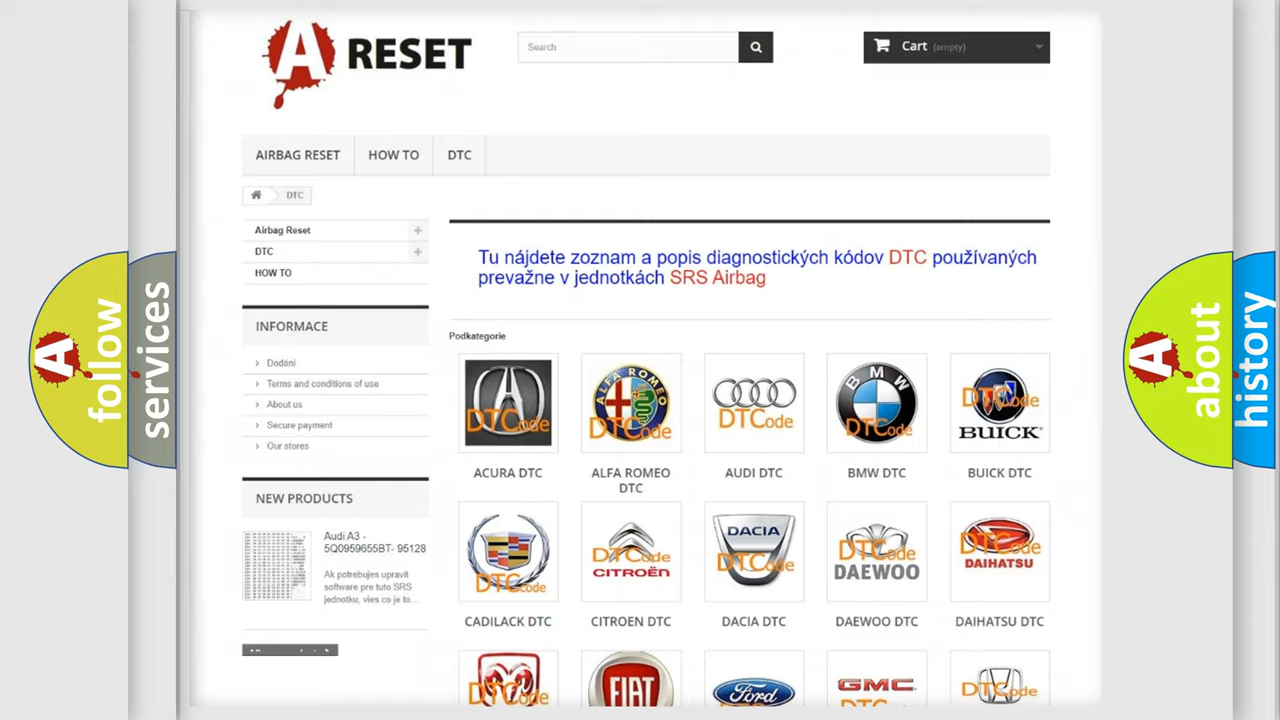 A RESET
Search
Cart (empty)
AIRBAG RESET
HOW TO
DTC
DTC
Airbag Reset
DTC
HOW TO
Tu nájdete zoznam a popis diagnostických kódov DTC používaných
prevažne v jednotkách SRS Airbag
INFORMACE
Dodání
Terms and conditions of use
About us
Secure payment
Our stores
NEW PRODUCTS
Audi A3 -
5Q0959655BT- 95128
Ak potrebujes upravit
software pre tuto SRS
jednotku, vies co je to...
Podkategorie
DTCode
ALFA ROMEO
DTCode
DTCode
BMW
DTCode
DTCode
BUICK
ACURA DTC
ALFA ROMEO
DTC
AUDI DTC
BMW DTC
BUICK DTC
DTCode
DTCode
CITROËN
DACIA
DTCode
DTCode
DAEWOO
DTCode
DAIHATSU
CADILACK DTC
CITROEN DTC
DACIA DTC
DAEWOO DTC
DAIHATSU DTC
DTCode
FIAT
Ford
GMC
DTCode
A follow
services
A about
history